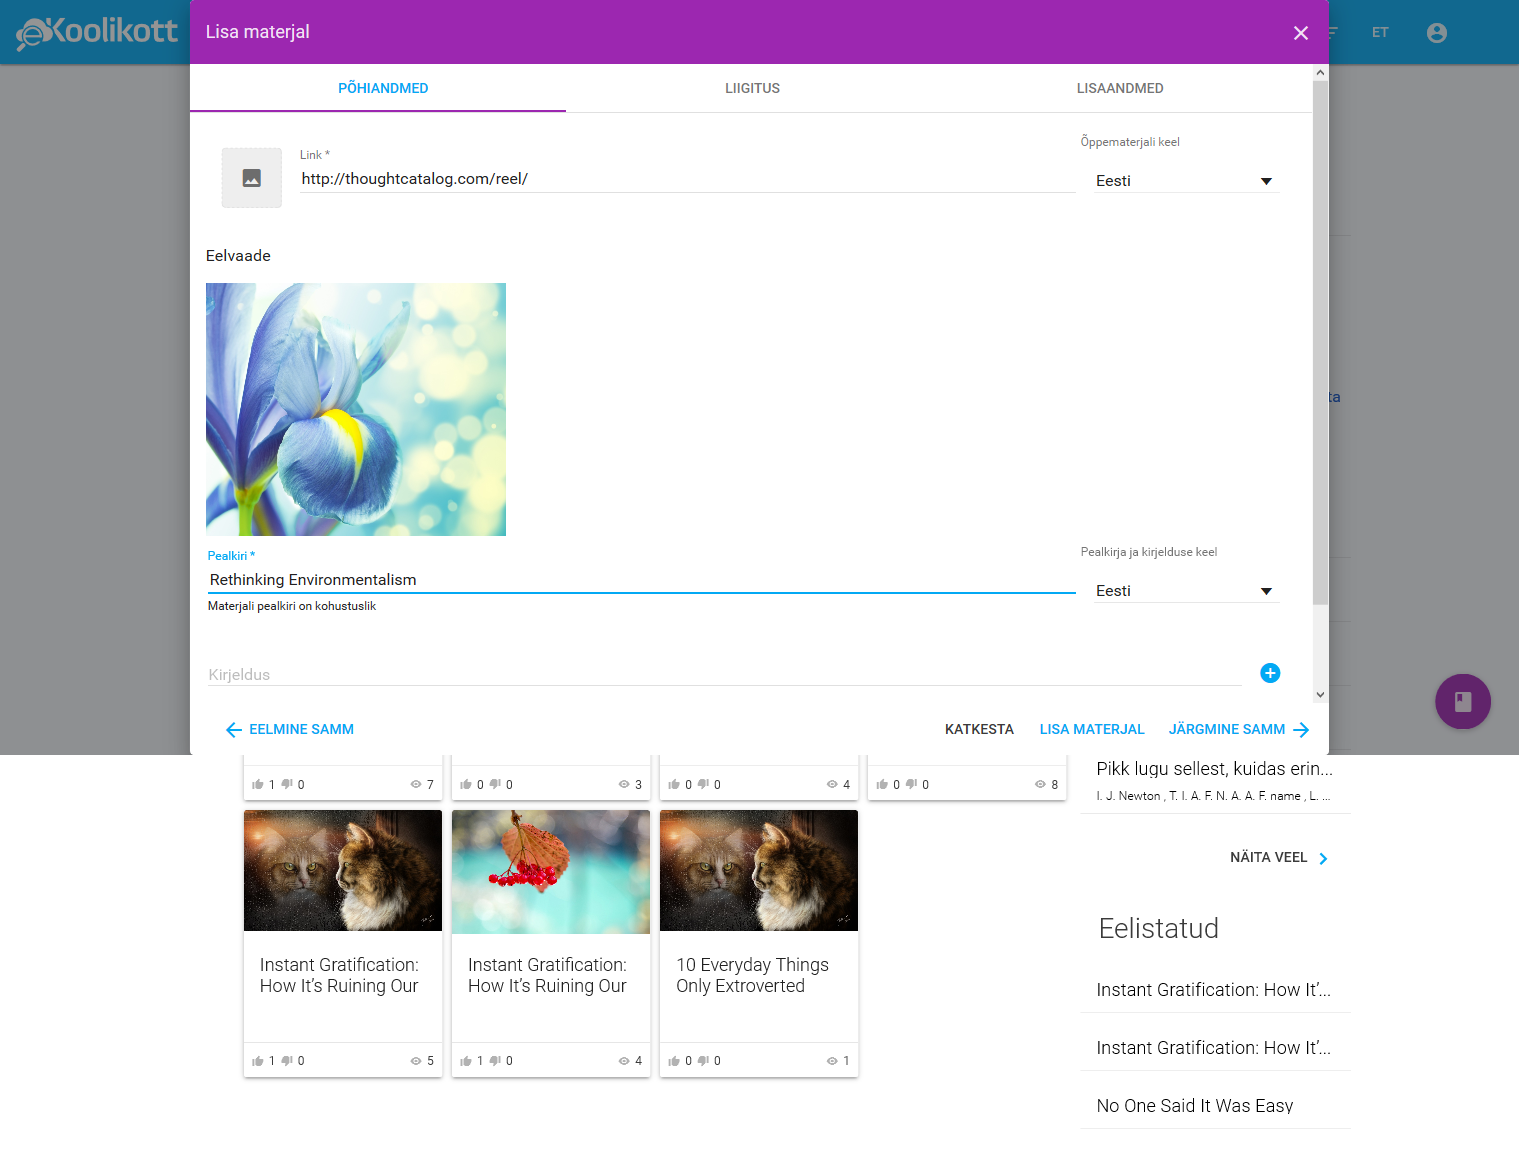 eKoolikott
Lisa materjal
ET
PÕHIANDMED
LIIGITUS
LISAANDMED
Link *
http://thoughtcatalog.com/reel/
Õppematerjali keel
Eesti
Eelvaade
ta
Pealkiri *
Rethinking Environmentalism
Materjali pealkiri on kohustuslik
Pealkirja ja kirjelduse keel
Eesti
Kirjeldus
EELMINE SAMM
KATKESTA
LISA MATERJAL
JÄRGMINE SAMM
1 0 7
0 0 3
0 0 4
0 0 8
Pikk lugu sellest, kuidas erin...
I. J. Newton , T. I. A. F. N. A. A. F. name , L. ...
NÄITA VEEL
Instant Gratification:
How It’s Ruining Our
1 0 5
Instant Gratification:
How It’s Ruining Our
1 0 4
10 Everyday Things
Only Extroverted
0 0 1
Eelistatud
Instant Gratification: How It’...
Instant Gratification: How It’...
No One Said It Was Easy